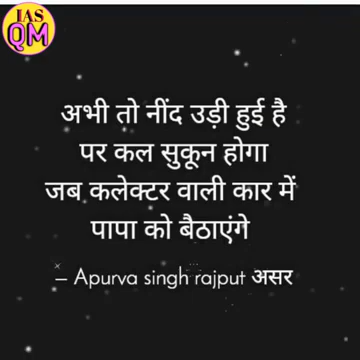 IAS
QM
अभी तो नींद उड़ी हुई है
पर कल सुकून होगा
जब कलेक्टर वाली कार में
पापा को बैठाएंगे
– Apurva singh rajput असर